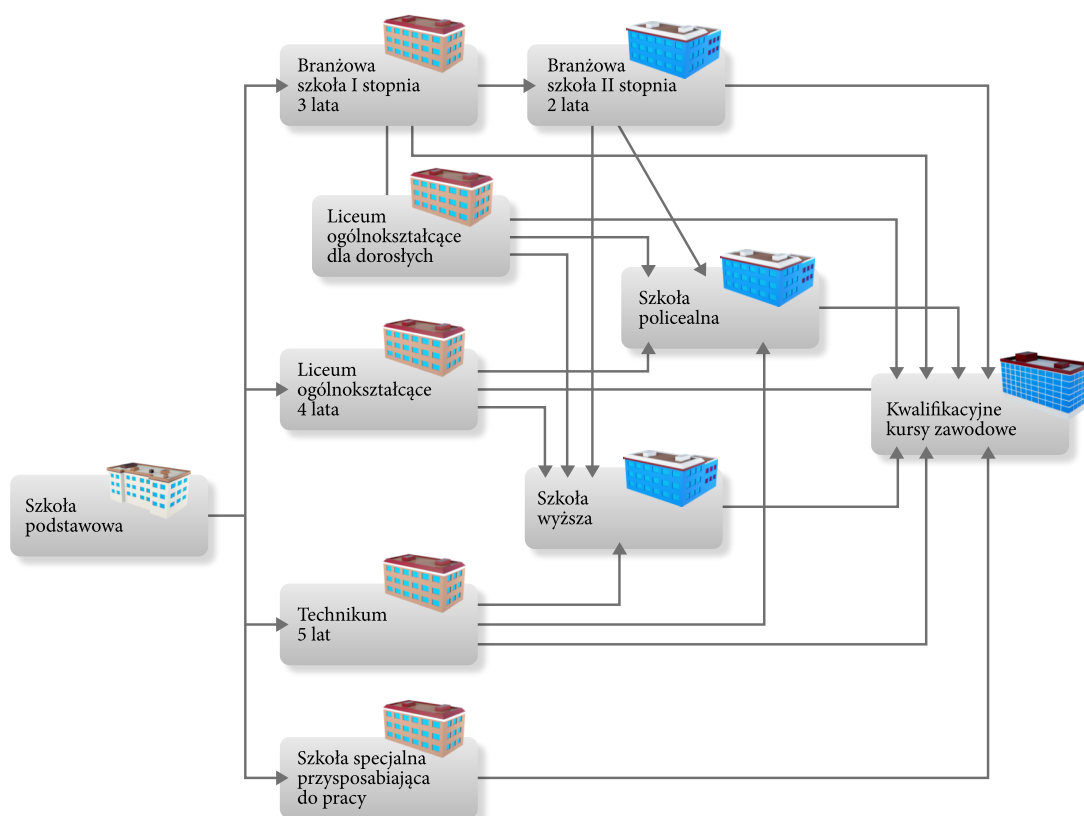 Branżowa
szkoła I stopnia
3 lata
Branżowa
szkoła II stopnia
2 lata
Liceum
ogólnokształcące
dla dorosłych
Szkoła
policealna
Liceum
ogólnokształcące
4 lata
Kwalifikacyjne
kursy zawodowe
Szkoła
podstawowa
Szkoła
wyższa
Technikum
5 lat
Szkoła specjalna
przysposabiająca
do pracy